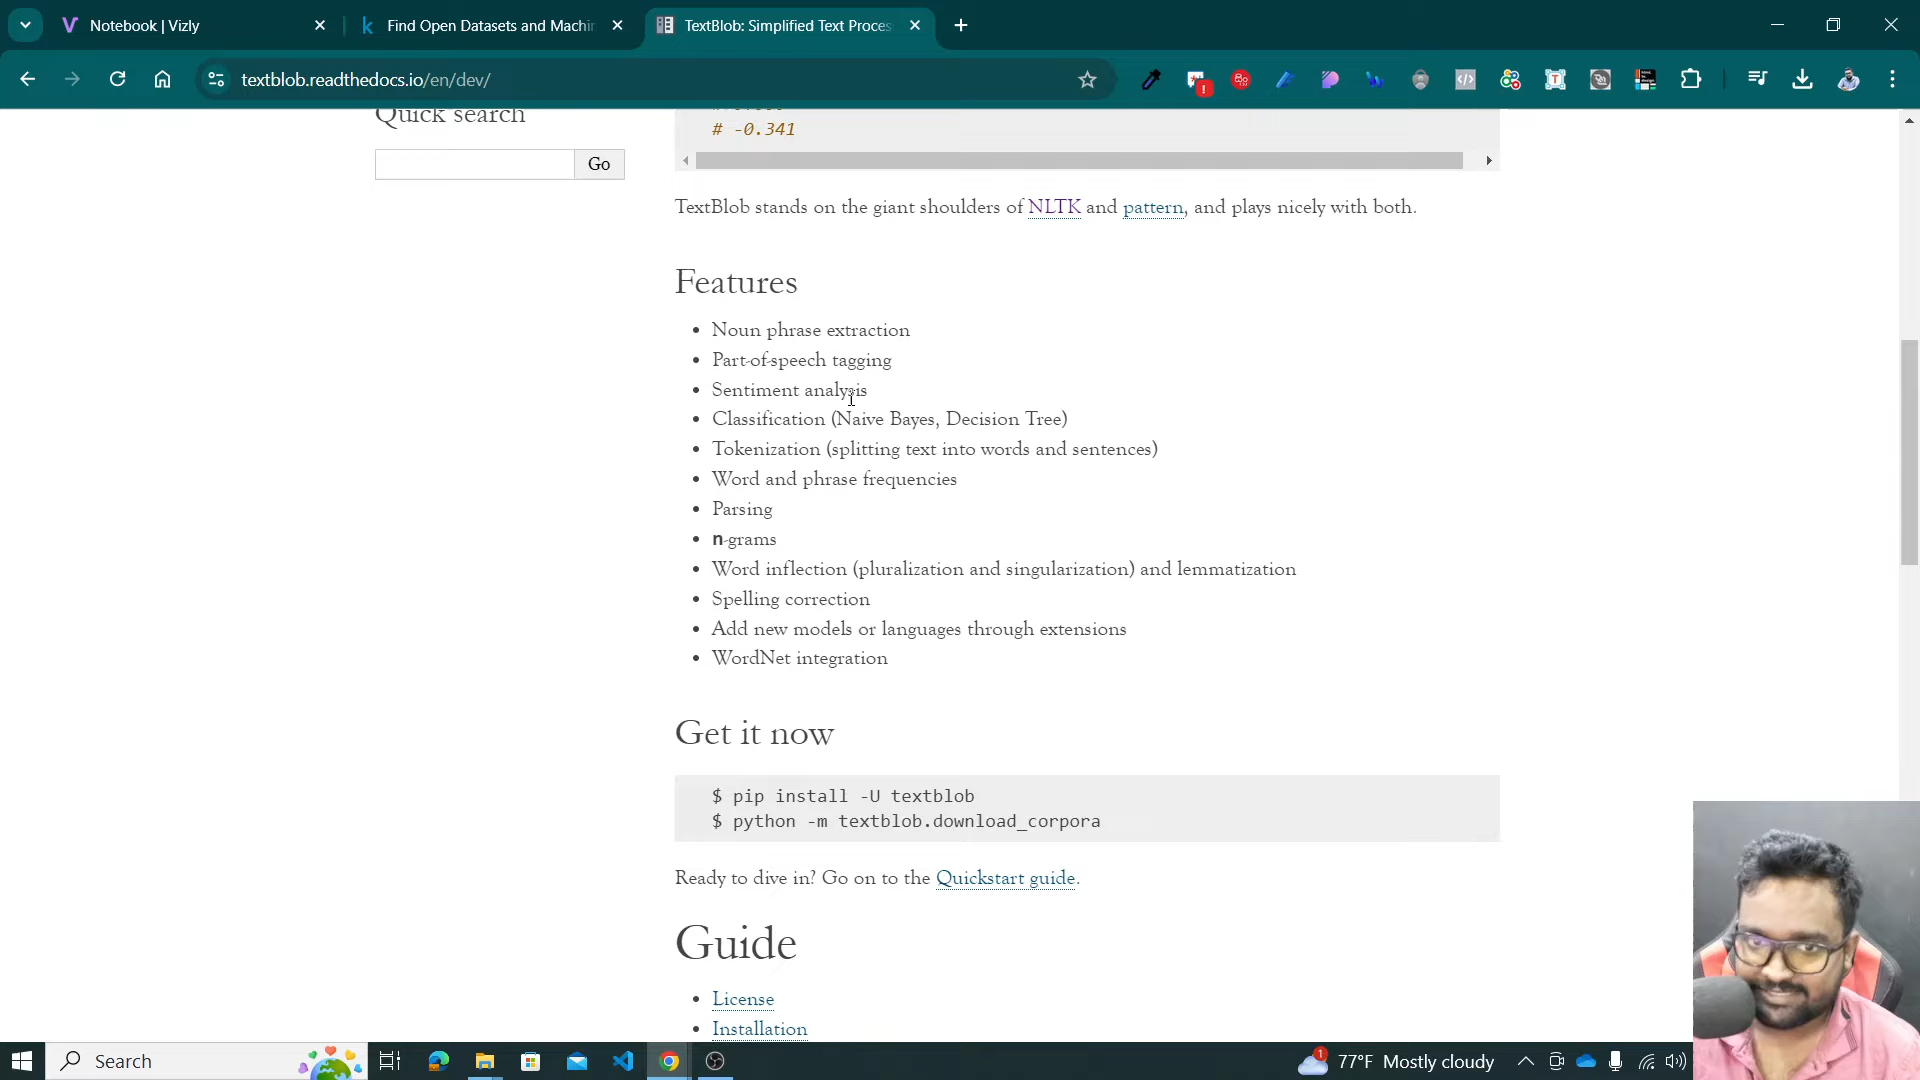 Notebook | Vizly
Find Open Datasets and Machin
TextBlob: Simplified Text Proces
textblob.readthedocs.io/en/dev/
Quick search
Go
# -0.341
TextBlob stands on the giant shoulders of NLTK and pattern, and plays nicely with both.
Features
• Noun phrase extraction
• Part-of-speech tagging
• Sentiment analysis
• Classification (Naive Bayes, Decision Tree)
• Tokenization (splitting text into words and sentences)
• Word and phrase frequencies
• Parsing
• n-grams
• Word inflection (pluralization and singularization) and lemmatization
• Spelling correction
• Add new models or languages through extensions
• WordNet integration
Get it now
$ pip install -U textblob
$ python -m textblob.download_corpora
Ready to dive in? Go on to the Quickstart guide.
Guide
• License
• Installation
Search
1
77°F Mostly cloudy